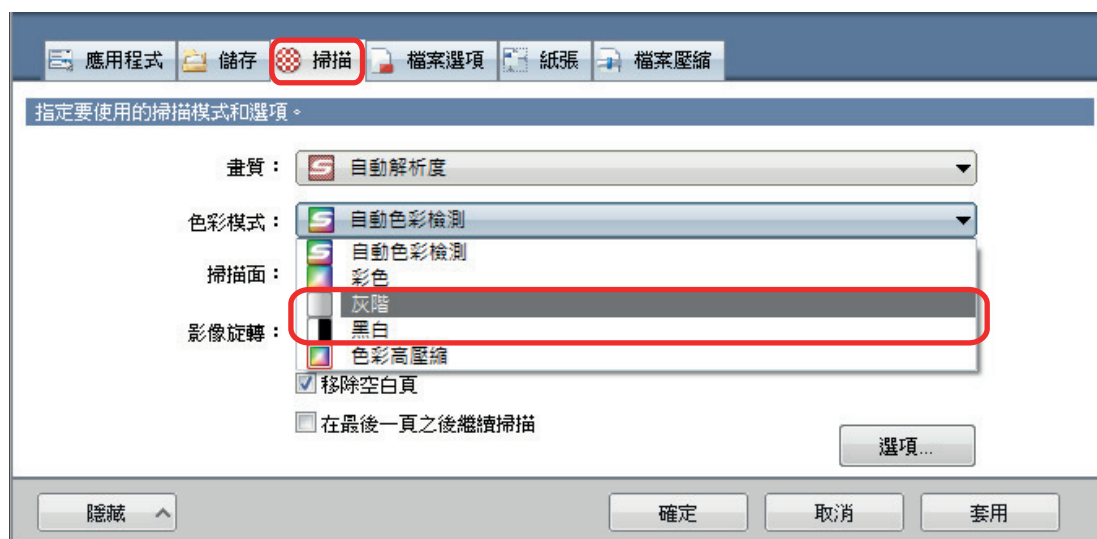 應用程式 儲存 掃描 檔案選項 紙張 檔案壓縮
指定要使用的掃描模式和選項。
畫質： 自動解析度
色彩模式： 自動色彩檢測
自動色彩檢測
掃描面： 彩色
灰階
影像旋轉： 黑白
色彩高壓縮
移除空白頁
在最後一頁之後繼續掃描
選項...
隱藏 確定 取消 套用